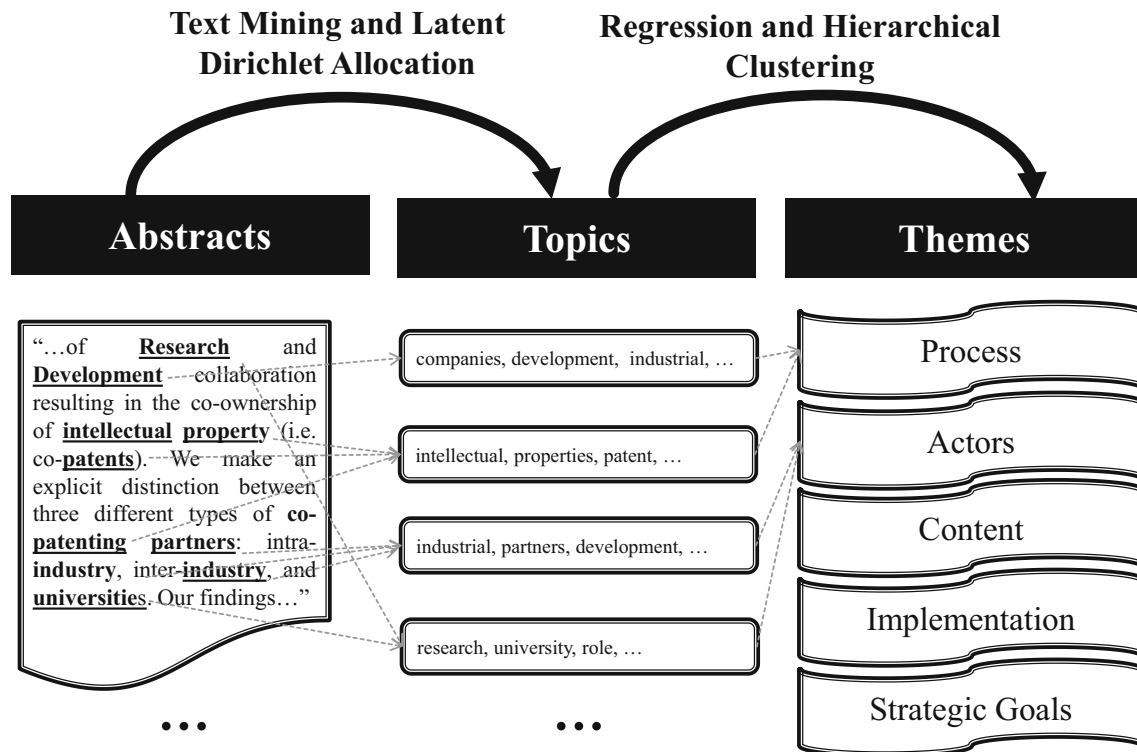 Text Mining and Latent
Dirichlet Allocation
Regression and Hierarchical
Clustering
Abstracts
Topics
Themes
“…of Research and
Development collaboration
resulting in the co-ownership
of intellectual property (i.e.
co-patents). We make an
explicit distinction between
three different types of co-
patenting partners: intra-
industry, inter-industry, and
universities. Our findings…”
…
companies, development, industrial, …
intellectual, properties, patent, …
industrial, partners, development, …
research, university, role, …
…
Process
Actors
Content
Implementation
Strategic Goals